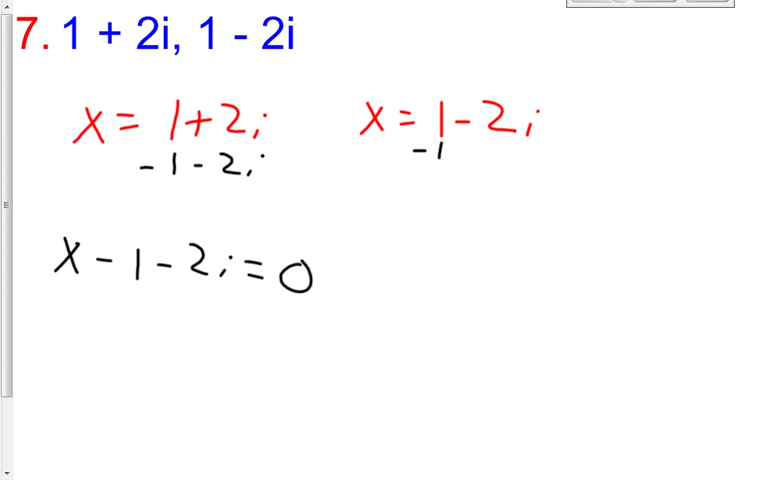 7. 1 + 2i, 1 - 2i
x = 1 + 2i x = 1 - 2i
- 1 - 2i - 1
x - 1 - 2i = 0